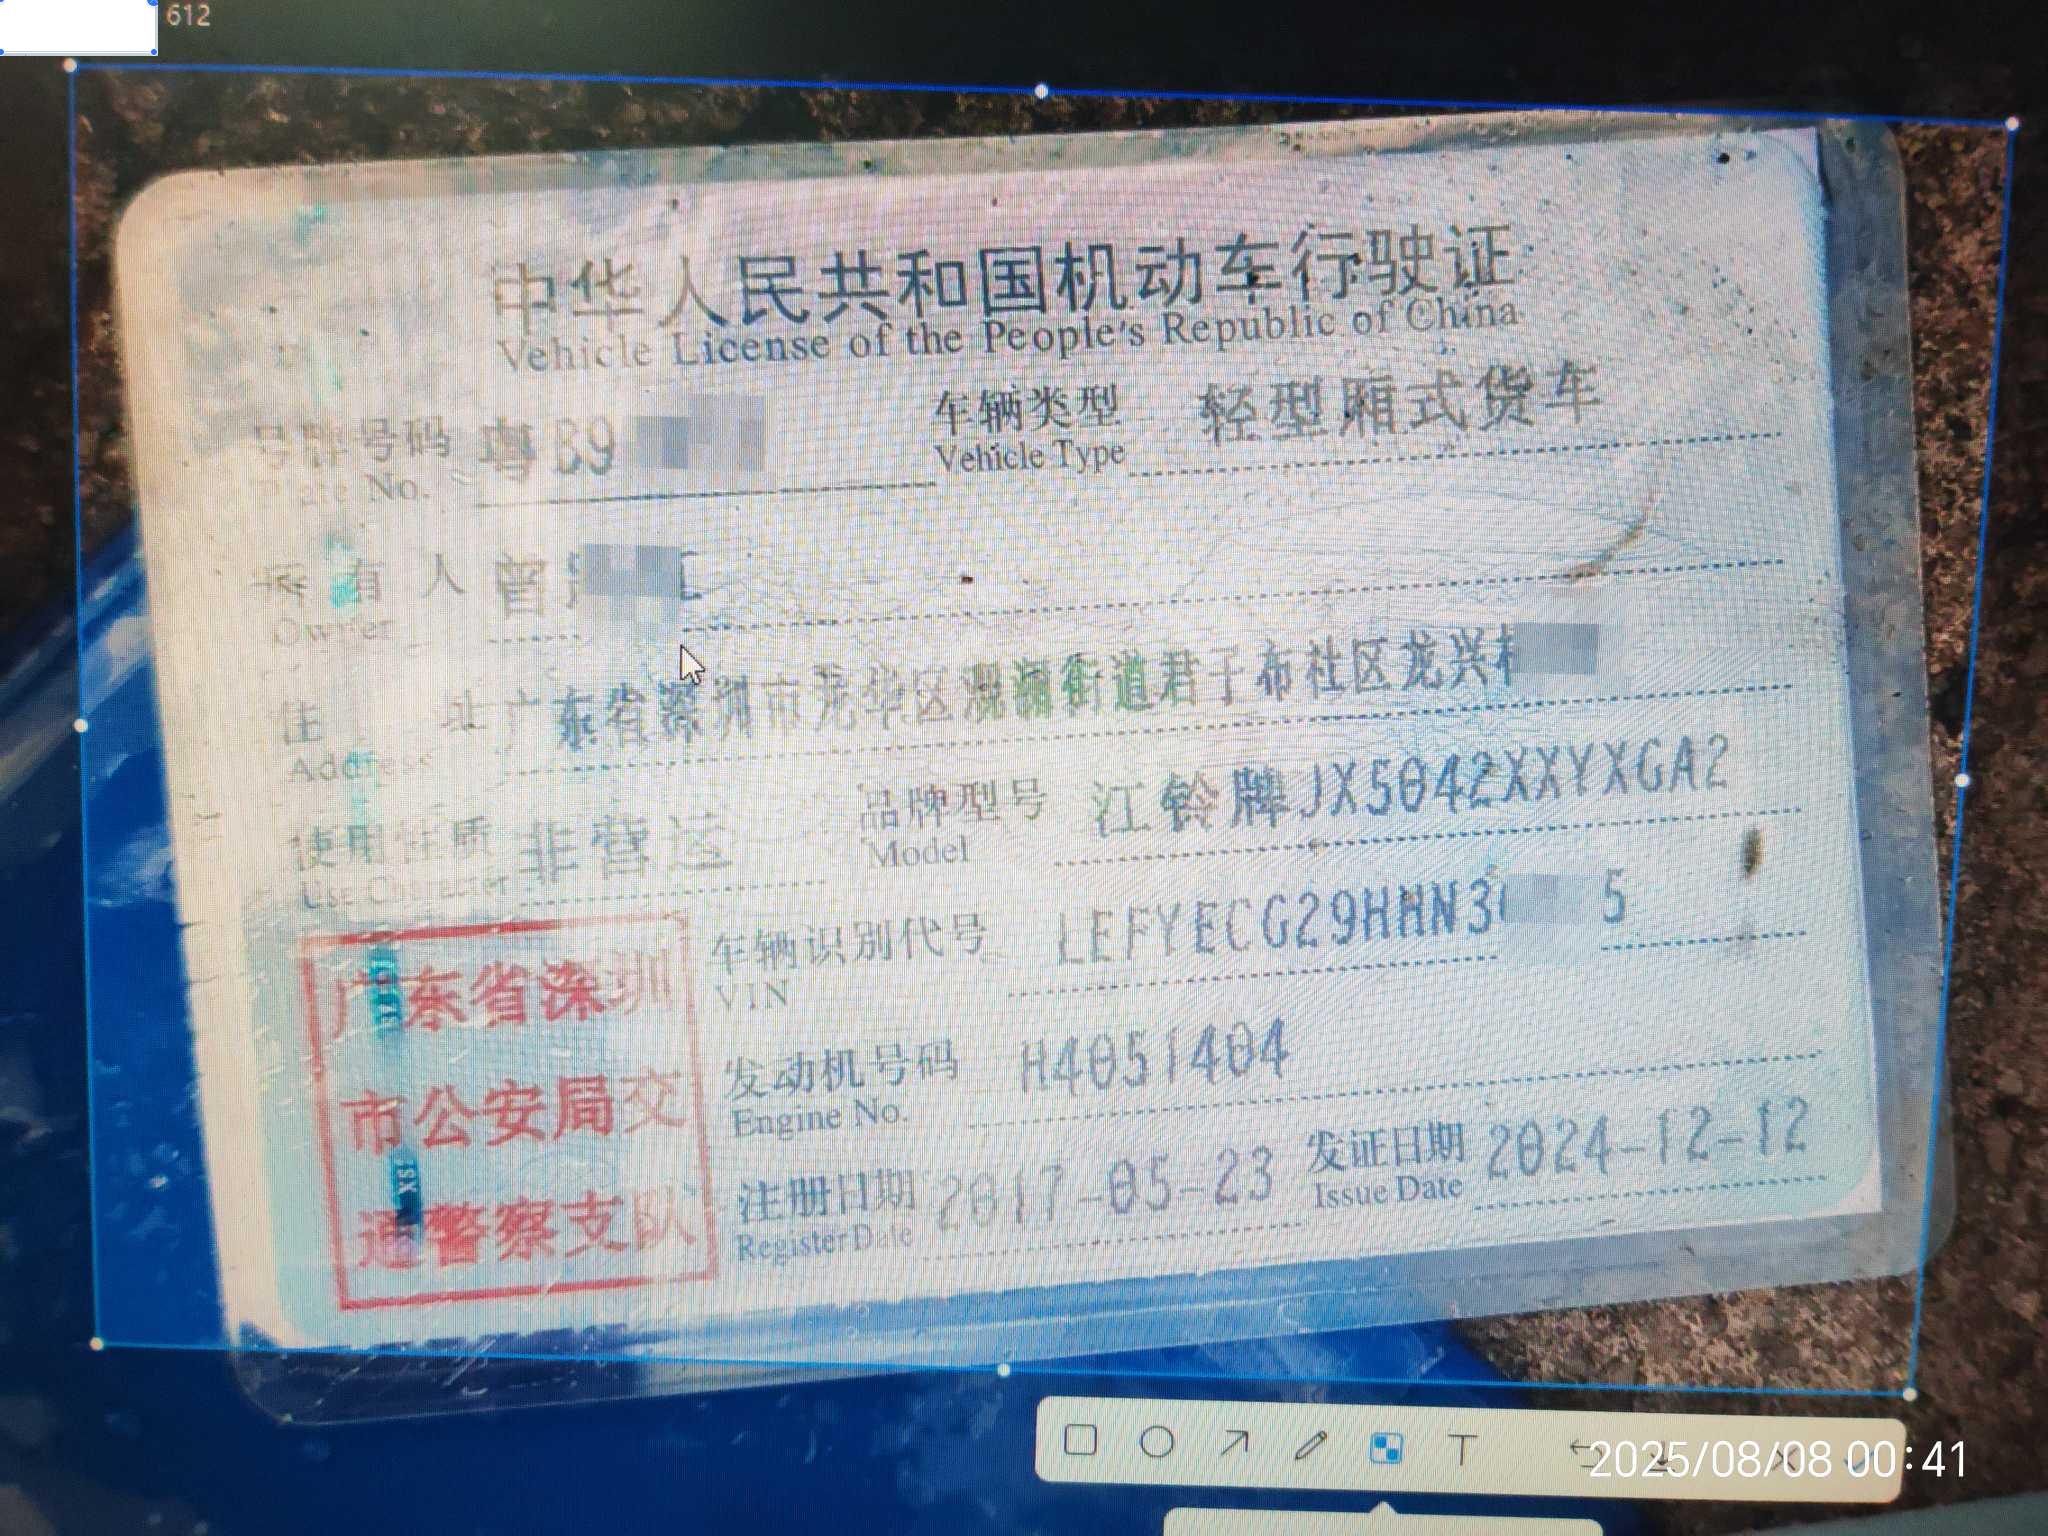 612
中华人民共和国机动车行驶证
Vehicle License of the People's Republic of China
号牌号码 粤B9
Plate No.
车辆类型 轻型厢式货车
Vehicle Type
所有人 曾
Owner
住址 广东省深圳市龙华区观澜街道君子布社区龙兴
Address
使用性质 非营运
Use Character
品牌型号 江铃牌JX5042XXYXGA2
Model
车辆识别代号 LEFYECG29HHN3 5
VIN
发动机号码 H4051404
Engine No.
注册日期 2017-05-23
Register Date
发证日期 2024-12-12
Issue Date
广东省深圳
市公安局交
通警察支队
2025/08/08 00:41